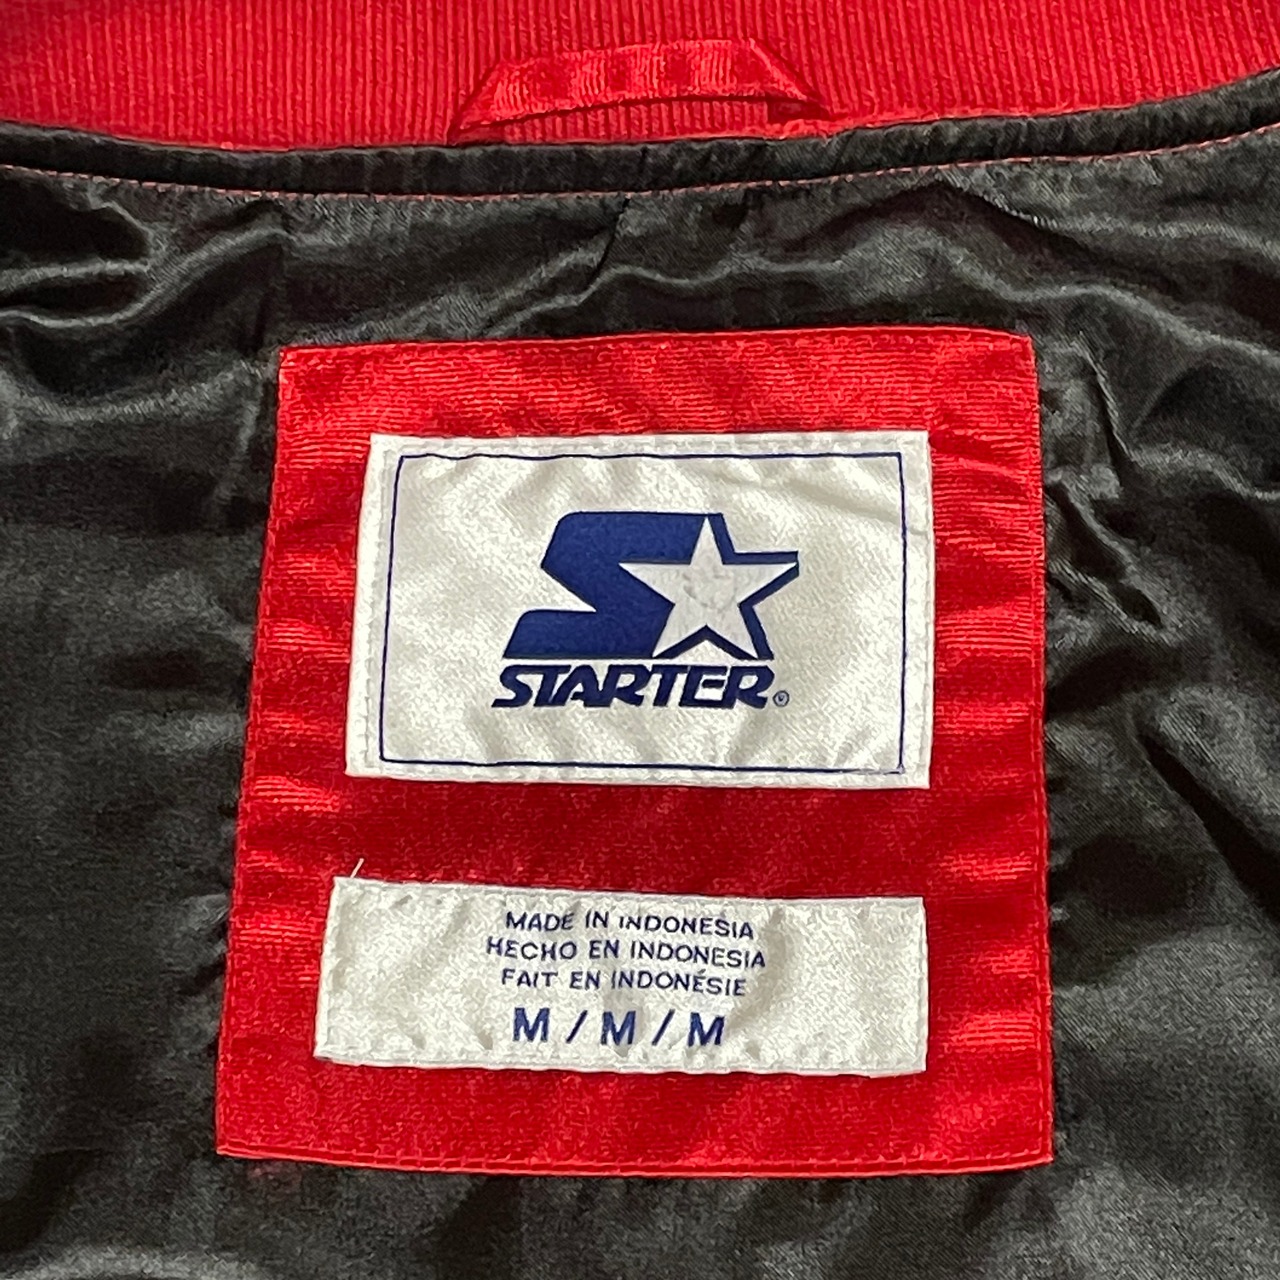 STARTER®
MADE IN INDONESIA
HECHO EN INDONESIA
FAIT EN INDONÉSIE
M / M / M